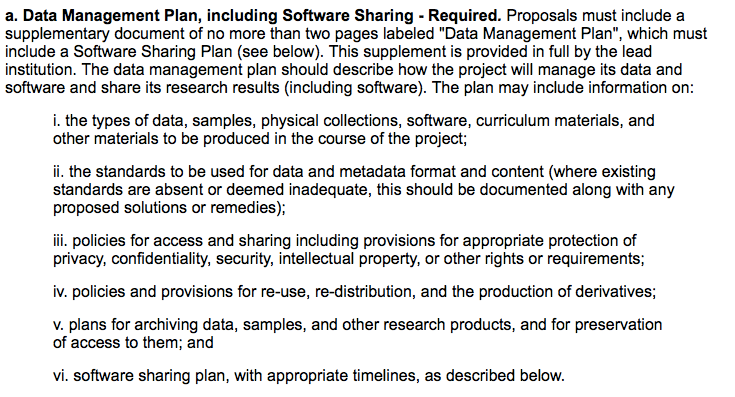 a. Data Management Plan, including Software Sharing - Required. Proposals must include a
supplementary document of no more than two pages labeled "Data Management Plan", which must
include a Software Sharing Plan (see below). This supplement is provided in full by the lead
institution. The data management plan should describe how the project will manage its data and
software and share its research results (including software). The plan may include information on:
i. the types of data, samples, physical collections, software, curriculum materials, and
other materials to be produced in the course of the project;
ii. the standards to be used for data and metadata format and content (where existing
standards are absent or deemed inadequate, this should be documented along with any
proposed solutions or remedies);
iii. policies for access and sharing including provisions for appropriate protection of
privacy, confidentiality, security, intellectual property, or other rights or requirements;
iv. policies and provisions for re-use, re-distribution, and the production of derivatives;
v. plans for archiving data, samples, and other research products, and for preservation
of access to them; and
vi. software sharing plan, with appropriate timelines, as described below.